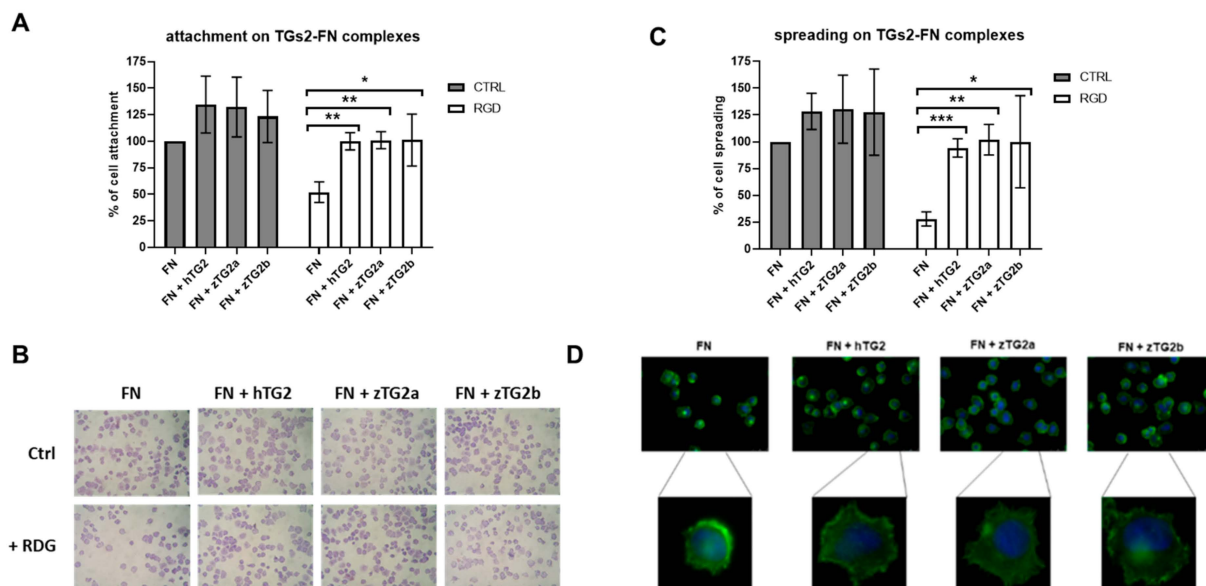 A
attachment on TGs2-FN complexes
% of cell attachment
175
150
125
100
75
50
25
0
FN
FN + hTG2
FN + zTG2a
FN + zTG2b
FN
FN + hTG2
FN + zTG2a
FN + zTG2b
*
**
**
CTRL
RGD
C
spreading on TGs2-FN complexes
% of cell spreading
175
150
125
100
75
50
25
0
FN
FN + hTG2
FN + zTG2a
FN + zTG2b
FN
FN + hTG2
FN + zTG2a
FN + zTG2b
*
**
***
CTRL
RGD
B
FN
FN + hTG2
FN + zTG2a
FN + zTG2b
Ctrl
+ RDG
D
FN
FN + hTG2
FN + zTG2a
FN + zTG2b